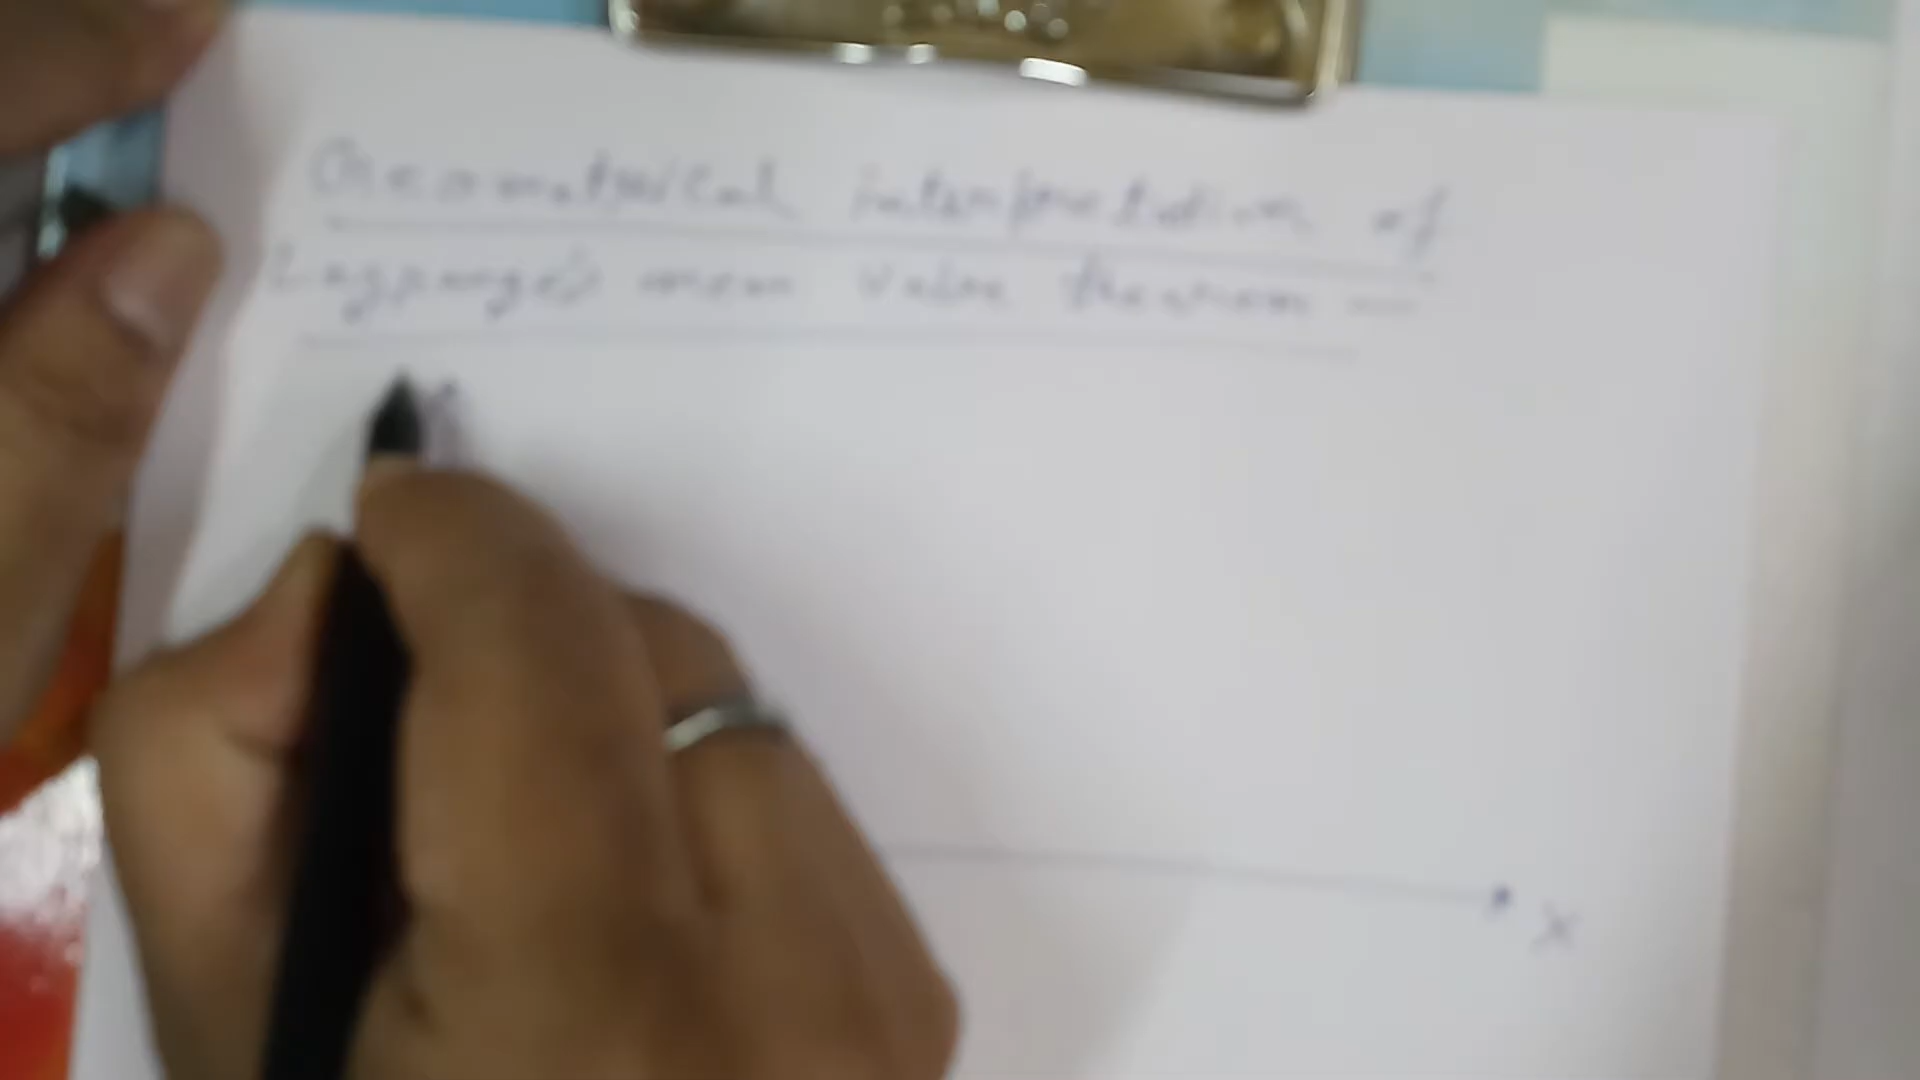 Geometrical interpretation of
Lagrange's mean value theorem —
X